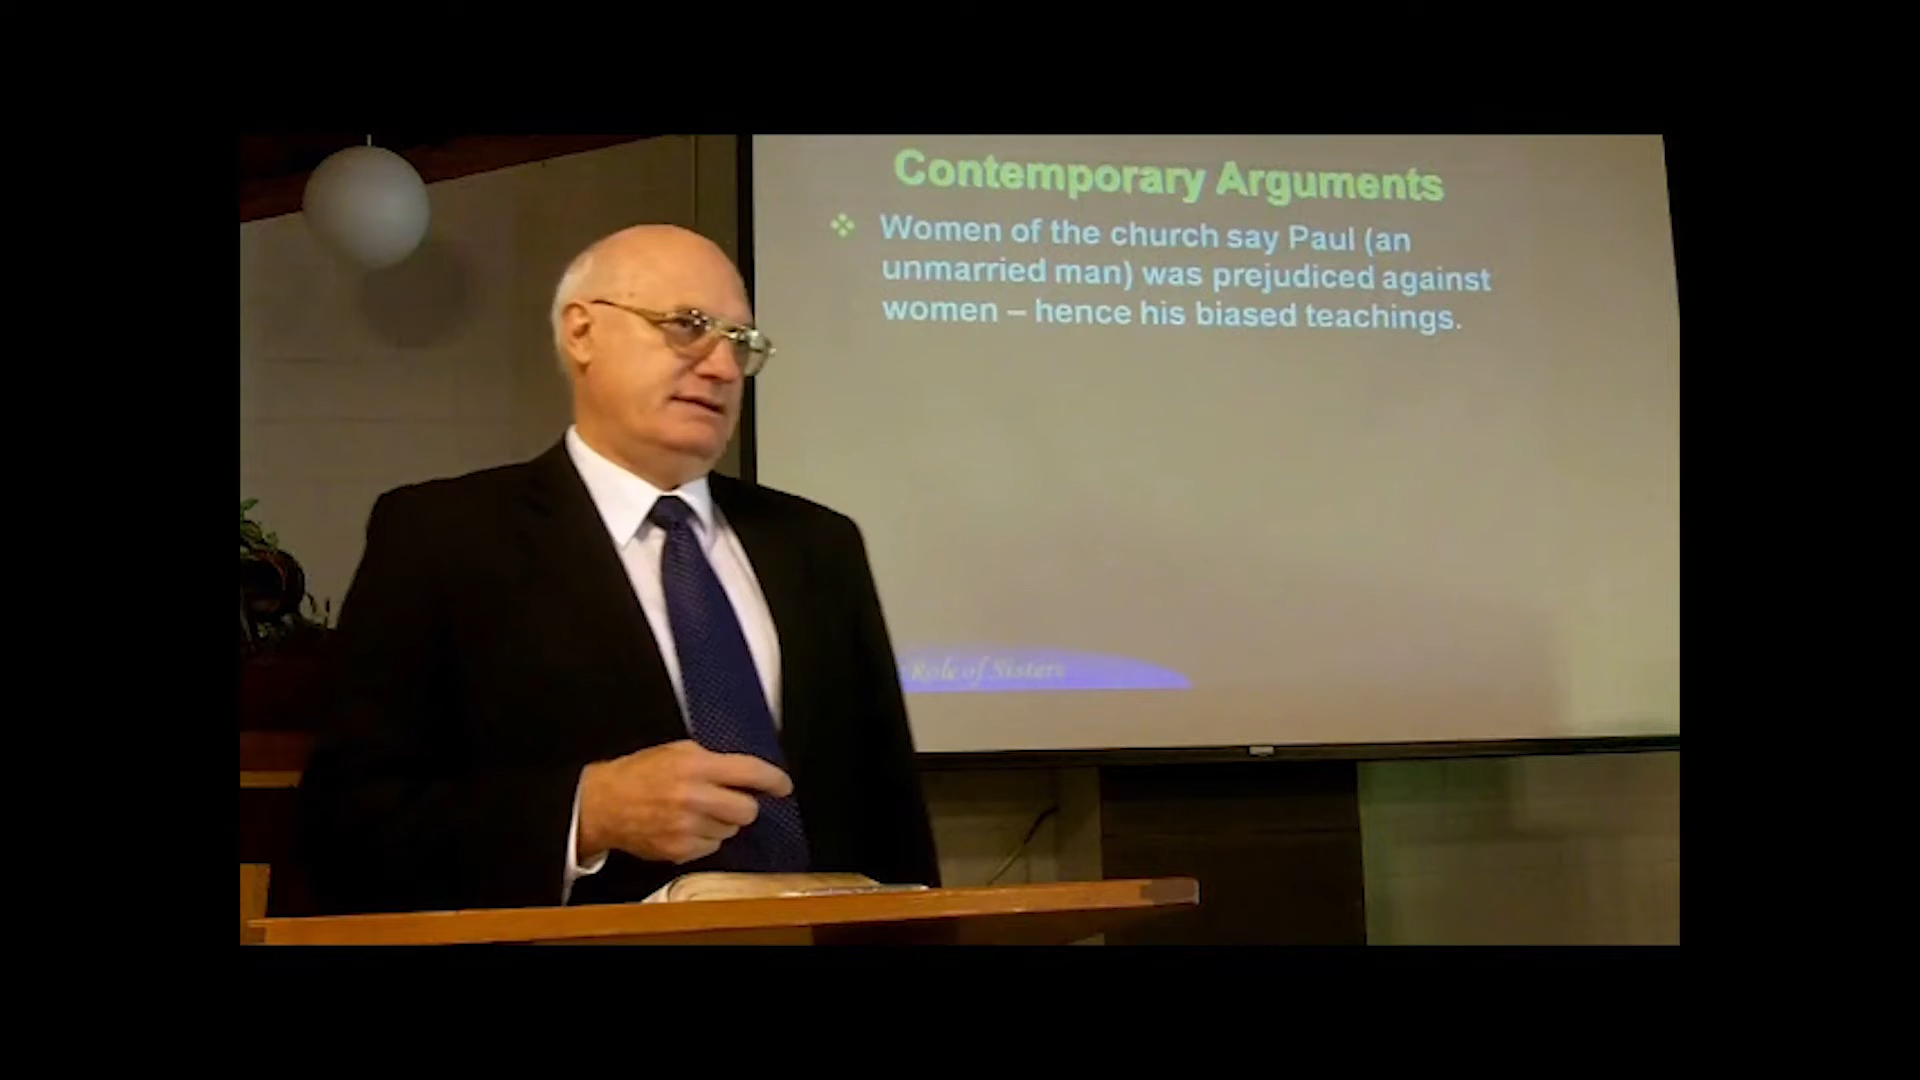 Contemporary Arguments
Women of the church say Paul (an
unmarried man) was prejudiced against
women – hence his biased teachings.
Role of Sisters